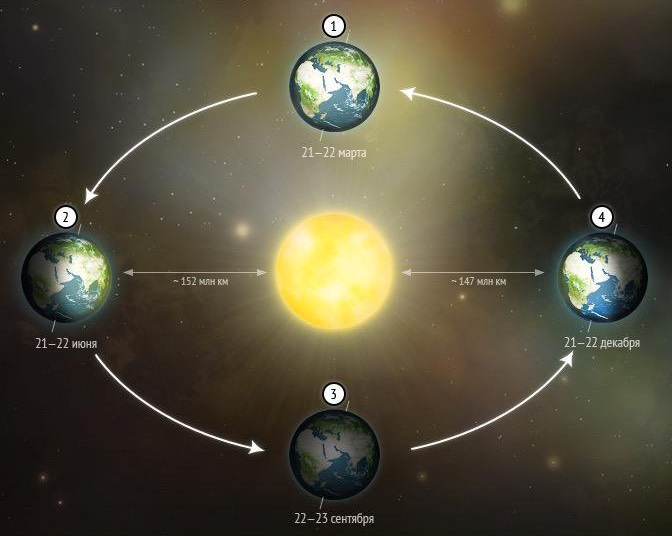 1
21–22 марта
2
~ 152 млн км
~ 147 млн км
4
21–22 июня
21–22 декабря
3
22–23 сентября